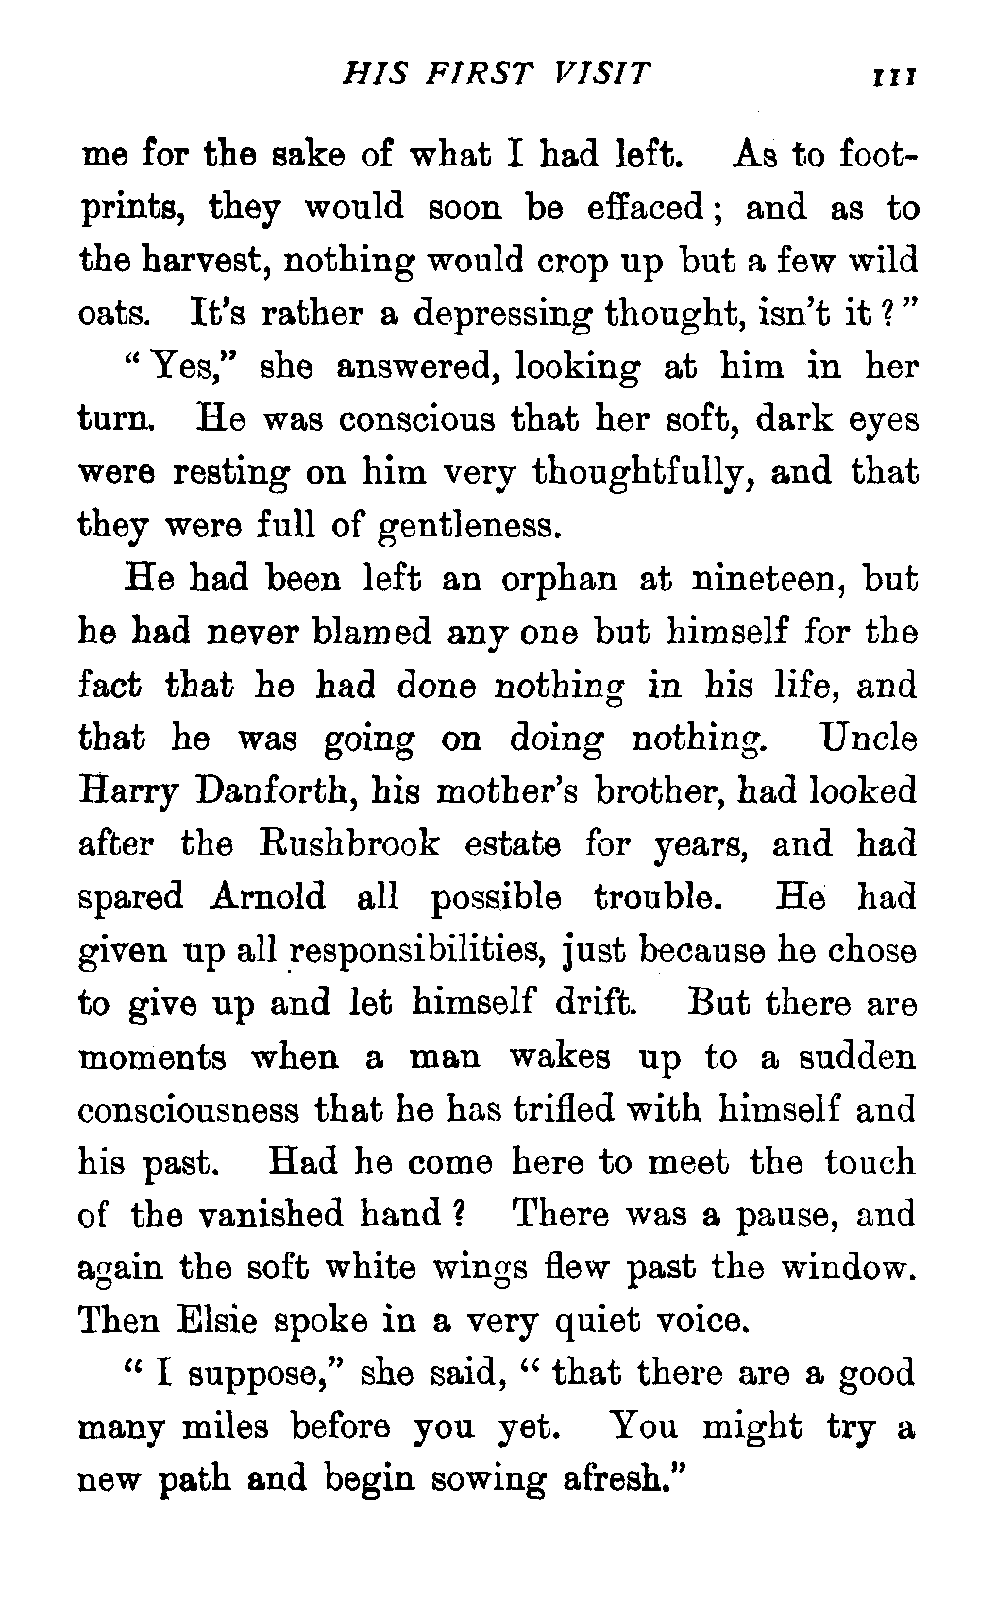 HIS FIRST VISIT 111
me for the sake of what I had left. As to foot-
prints, they would soon be effaced; and as to
the harvest, nothing would crop up but a few wild
oats. It's rather a depressing thought, isn't it?"
"Yes," she answered, looking at him in her
turn. He was conscious that her soft, dark eyes
were resting on him very thoughtfully, and that
they were full of gentleness.
He had been left an orphan at nineteen, but
he had never blamed any one but himself for the
fact that he had done nothing in his life, and
that he was going on doing nothing. Uncle
Harry Danforth, his mother's brother, had looked
after the Rushbrook estate for years, and had
spared Arnold all possible trouble. He had
given up all responsibilities, just because he chose
to give up and let himself drift. But there are
moments when a man wakes up to a sudden
consciousness that he has trifled with himself and
his past. Had he come here to meet the touch
of the vanished hand? There was a pause, and
again the soft white wings flew past the window.
Then Elsie spoke in a very quiet voice.
"I suppose," she said, "that there are a good
many miles before you yet. You might try a
new path and begin sowing afresh."